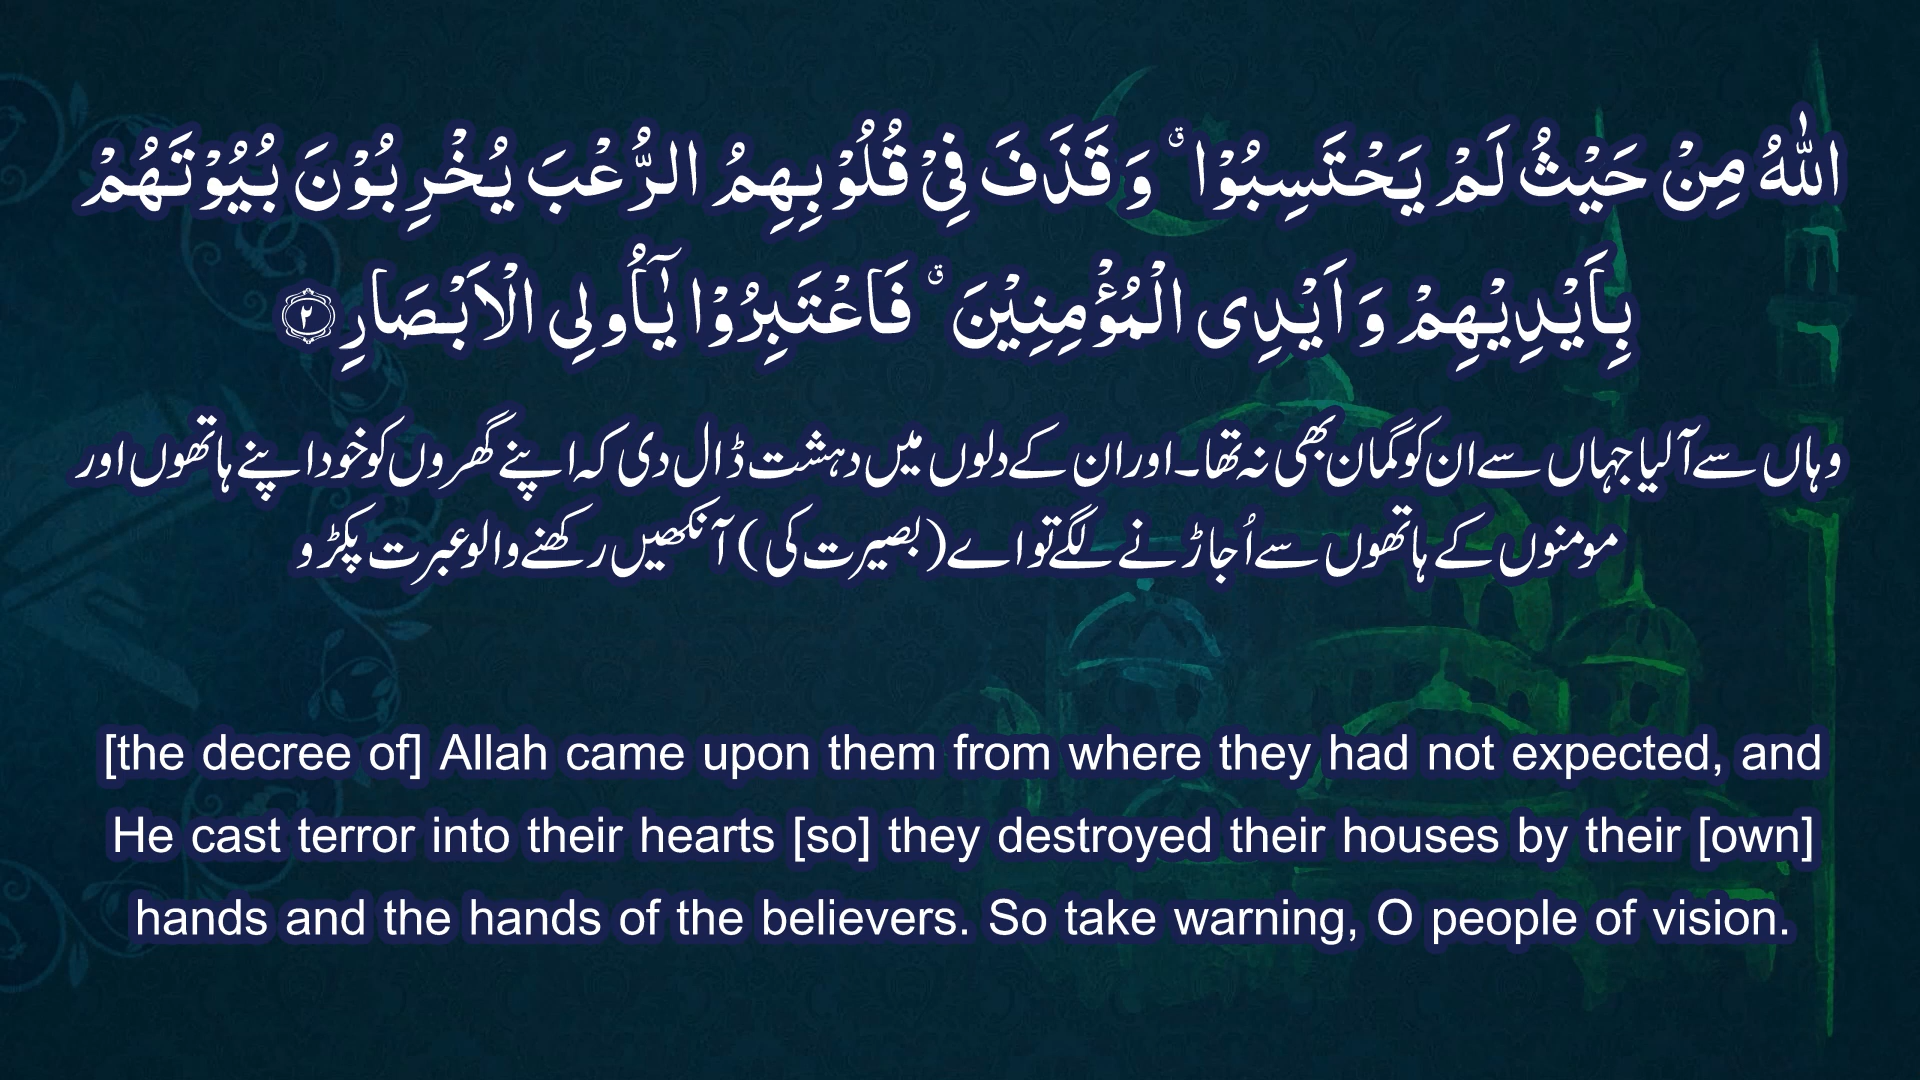 اللّٰهُ مِنْ حَيْثُ لَمْ يَحْتَسِبُوْا ۗ وَ قَذَفَ فِيْ قُلُوْبِهِمُ الرُّعْبَ يُخْرِبُوْنَ بُيُوْتَهُمْ
بِاَيْدِيْهِمْ وَ اَيْدِی الْمُؤْمِنِيْنَ ۗ فَاعْتَبِرُوْا يٰۤاُولِی الْاَبْصَارِ ۝۲
وہاں سے آلیا جہاں سے ان کو گمان بھی نہ تھا۔ اور ان کے دلوں میں دہشت ڈال دی کہ اپنے گھروں کو خود اپنے ہاتھوں اور
مومنوں کے ہاتھوں سے اُجاڑنے لگے تو اے (بصیرت کی) آنکھیں رکھنے والو عبرت پکڑو
[the decree of] Allah came upon them from where they had not expected, and
He cast terror into their hearts [so] they destroyed their houses by their [own]
hands and the hands of the believers. So take warning, O people of vision.